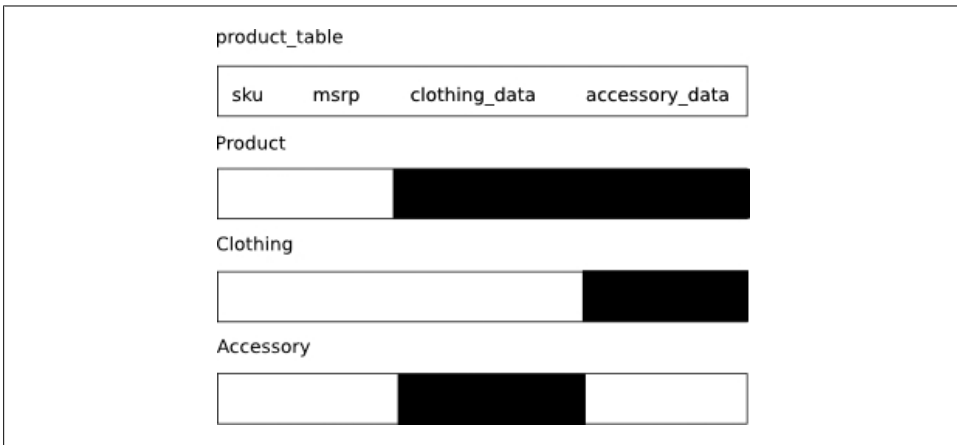 product_table
sku msrp clothing_data accessory_data
Product
Clothing
Accessory